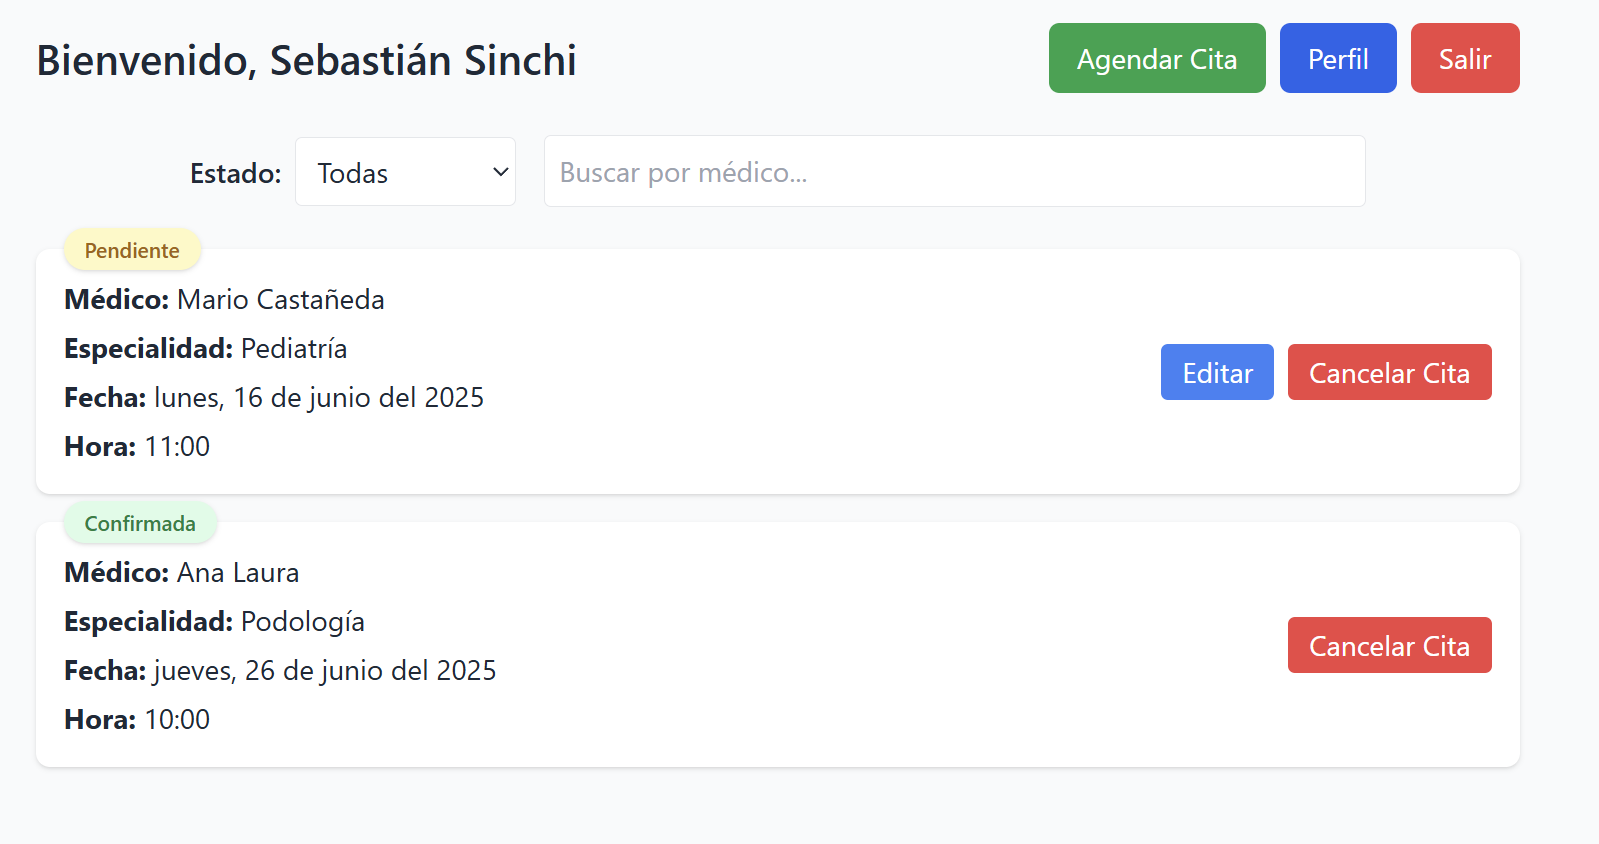 Bienvenido, Sebastián Sinchi
Agendar Cita
Perfil
Salir
Estado:
Todas
Buscar por médico...
Pendiente
Médico: Mario Castañeda
Especialidad: Pediatría
Fecha: lunes, 16 de junio del 2025
Hora: 11:00
Editar
Cancelar Cita
Confirmada
Médico: Ana Laura
Especialidad: Podología
Fecha: jueves, 26 de junio del 2025
Hora: 10:00
Cancelar Cita